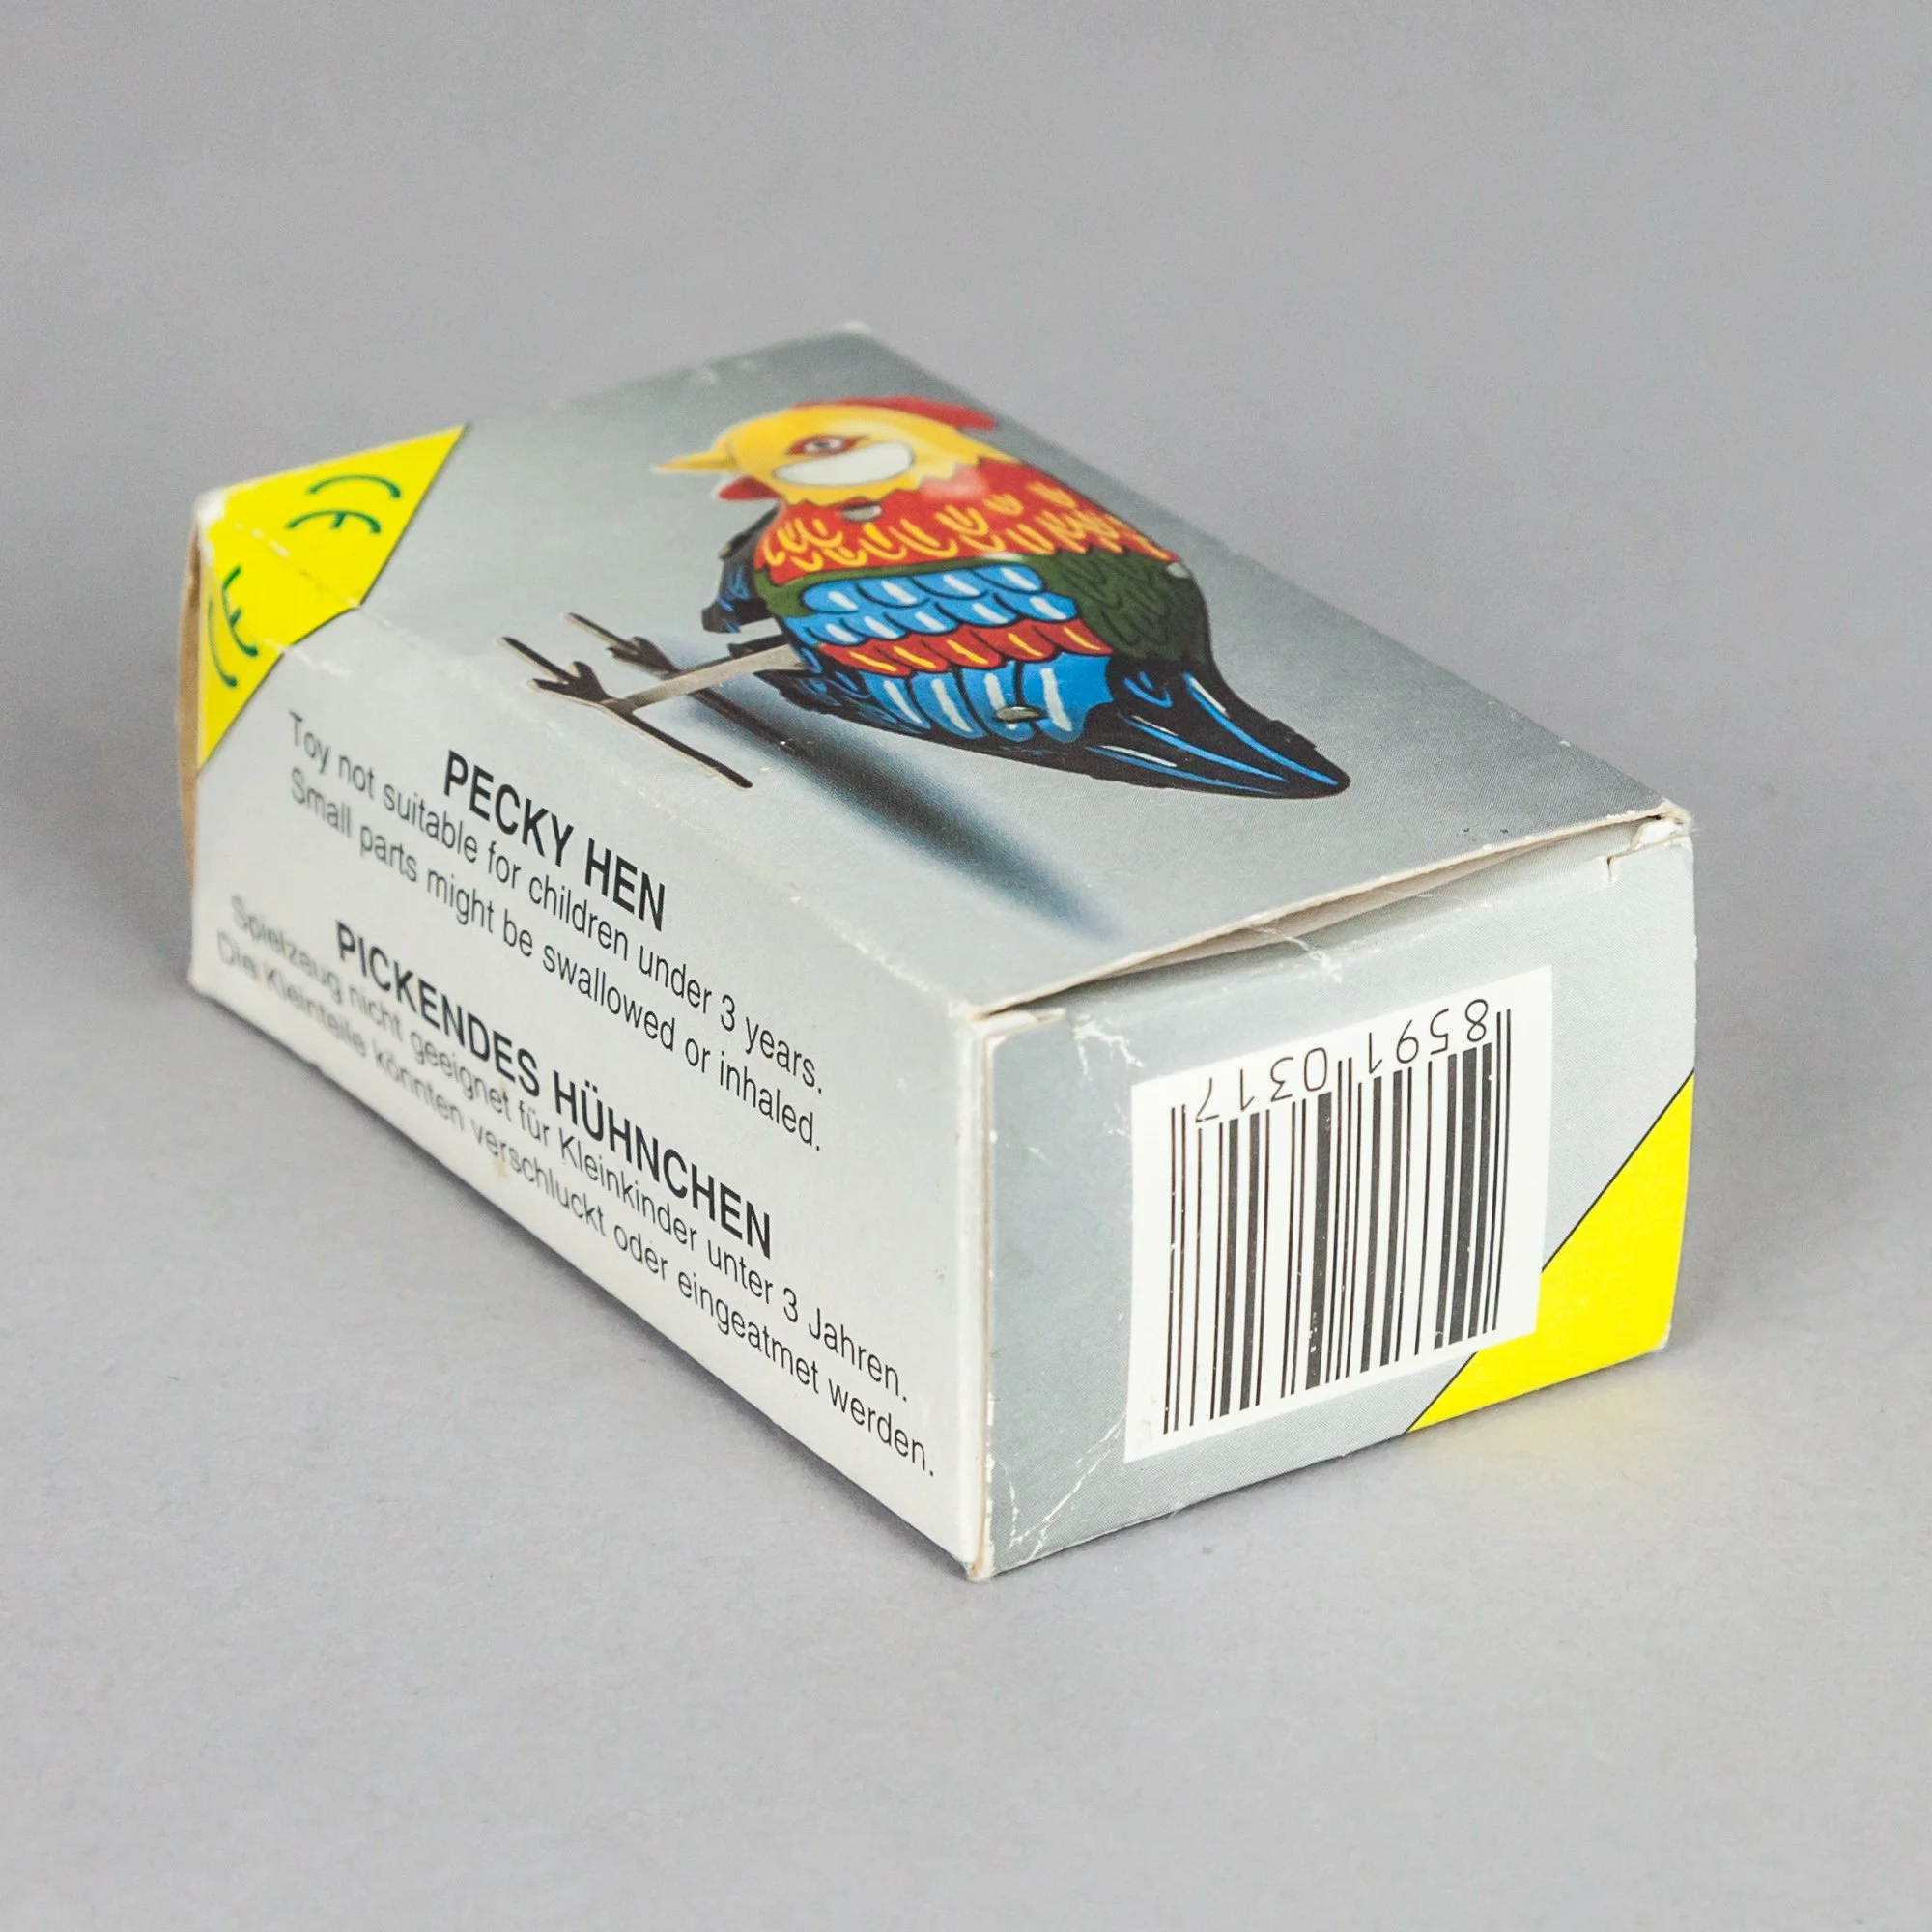 CE
CE
PECKY HEN
Toy not suitable for children under 3 years.
Small parts might be swallowed or inhaled.
PICKENDES HÜHNCHEN
Spielzeug nicht geeignet für Kleinkinder unter 3 Jahren.
Die Kleinteile könnten verschluckt oder eingeatmet werden.
8591 0317